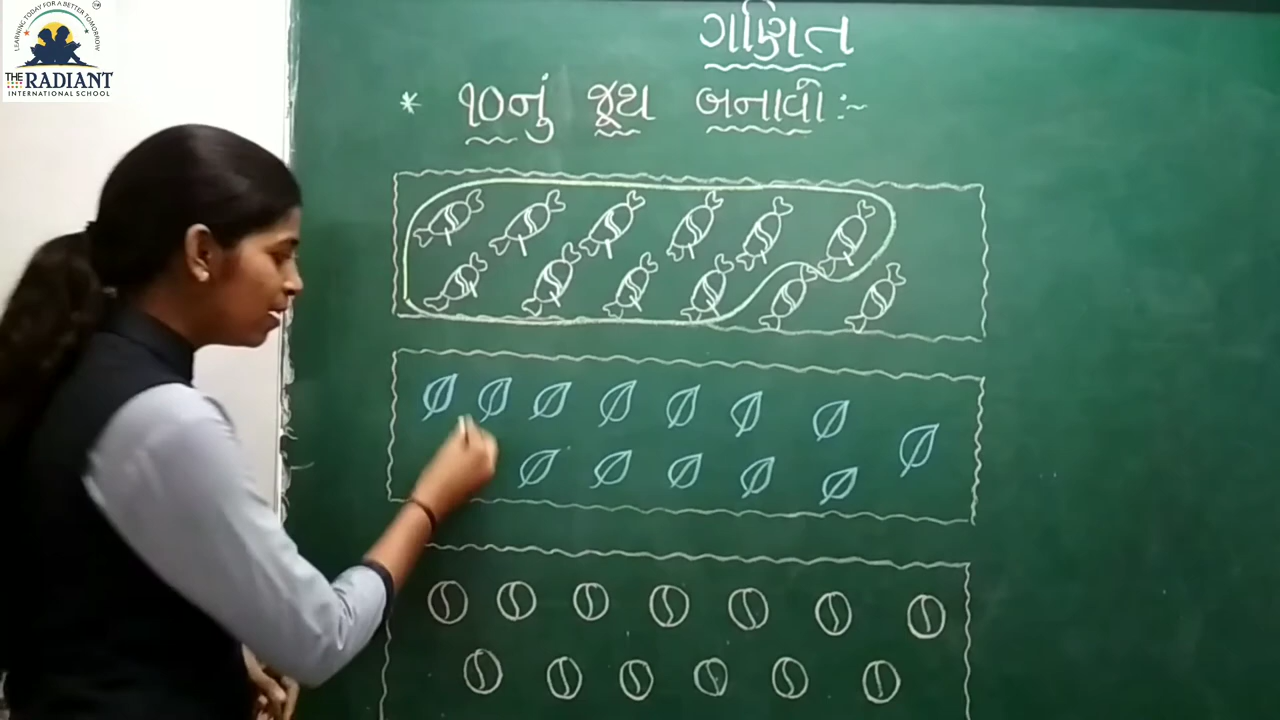 LEARNING TODAY FOR A BETTER TOMORROW
THE RADIANT
INTERNATIONAL SCHOOL
ગણિત
* ૧૦નું જૂથ બનાવો :~